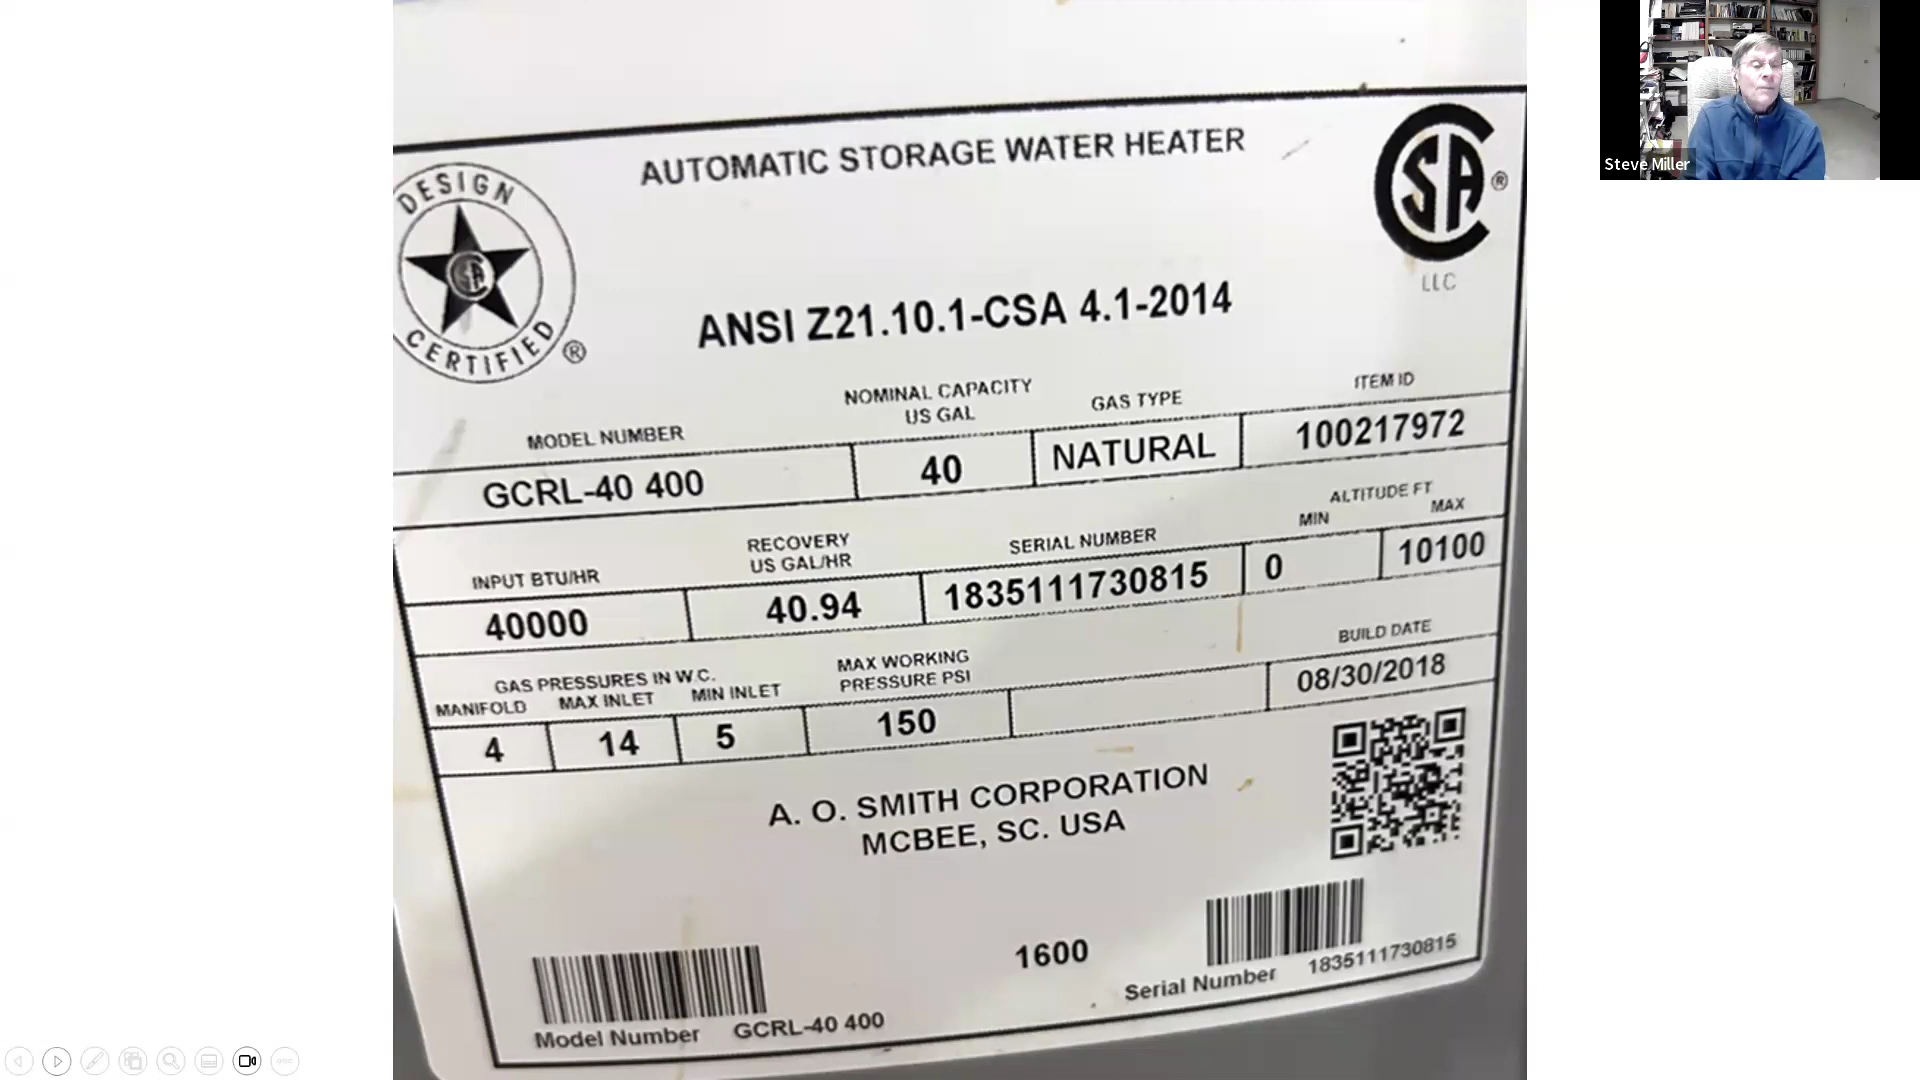 AUTOMATIC STORAGE WATER HEATER
DESIGN
CSA
CERTIFIED ®
CSA ®
LLC
ANSI Z21.10.1-CSA 4.1-2014
MODEL NUMBER
NOMINAL CAPACITY
US GAL
GAS TYPE
ITEM ID
GCRL-40 400
40
NATURAL
100217972
INPUT BTU/HR
RECOVERY
US GAL/HR
SERIAL NUMBER
ALTITUDE FT
MIN MAX
40000
40.94
1835111730815
0
10100
GAS PRESSURES IN W.C.
MANIFOLD MAX INLET MIN INLET
MAX WORKING
PRESSURE PSI
BUILD DATE
4
14
5
150
08/30/2018
A. O. SMITH CORPORATION
MCBEE, SC. USA
1600
Model Number GCRL-40 400
Serial Number 1835111730815
Steve Miller